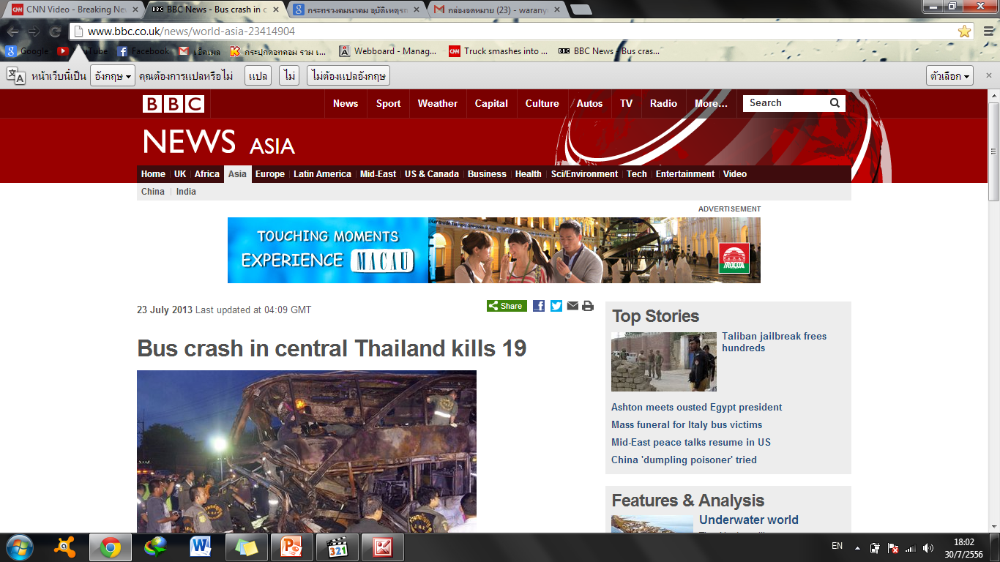 CNN Video - Breaking Ne
BBC News - Bus crash in c
กระทรวงคมนาคม อุบัติเหตุรถ
กล่องจดหมาย (23) - warany
www.bbc.co.uk/news/world-asia-23414904
Google
Facebook
เช็คเมล
กระปุกดอทคอม รวม เ...
Webboard - Manag...
Truck smashes into ...
BBC News - Bus cras...
หน้าเว็บนี้เป็น อังกฤษ คุณต้องการแปลหรือไม่ แปล ไม่ ไม่ต้องแปลอังกฤษ ตัวเลือก
BBC
News Sport Weather Capital Culture Autos TV Radio More... Search
NEWS ASIA
Home UK Africa Asia Europe Latin America Mid-East US & Canada Business Health Sci/Environment Tech Entertainment Video
China India
ADVERTISEMENT
TOUCHING MOMENTS
EXPERIENCE MACAU
23 July 2013 Last updated at 04:09 GMT
Share
Bus crash in central Thailand kills 19
Top Stories
Taliban jailbreak frees
hundreds
Ashton meets ousted Egypt president
Mass funeral for Italy bus victims
Mid-East peace talks resume in US
China 'dumpling poisoner' tried
Features & Analysis
Underwater world
EN
18:02
30/7/2556